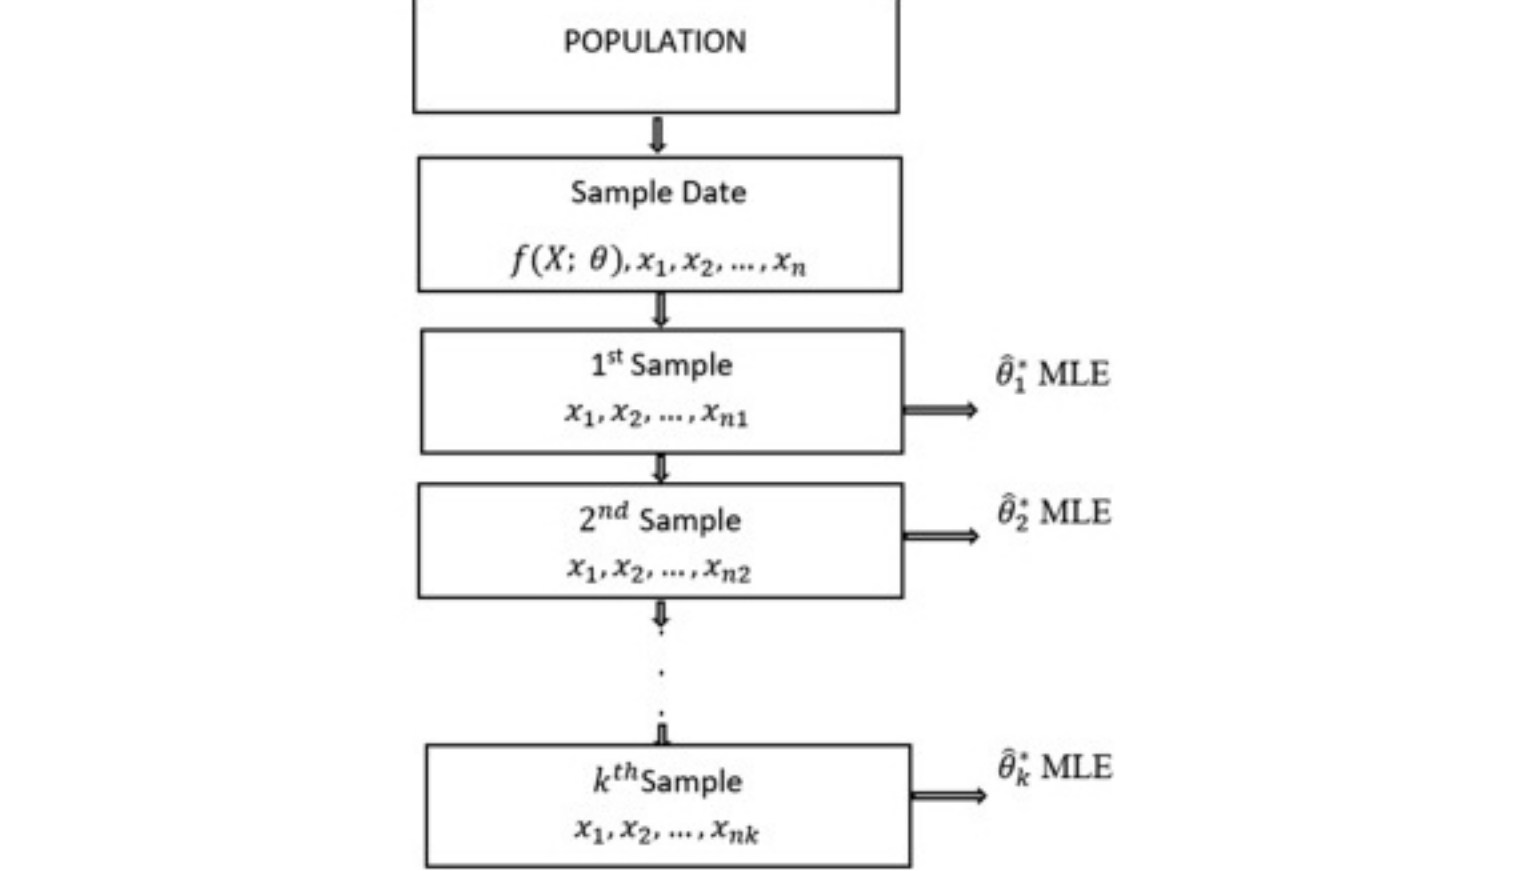 POPULATION
Sample Date
f(X; θ), x₁, x₂, ..., xₙ
1ˢᵗ Sample
x₁, x₂, ..., xₙ₁
θ̂₁* MLE
2ⁿᵈ Sample
x₁, x₂, ..., xₙ₂
θ̂₂* MLE
.
.
.
kᵗʰ Sample
x₁, x₂, ..., xₙₖ
θ̂ₖ* MLE